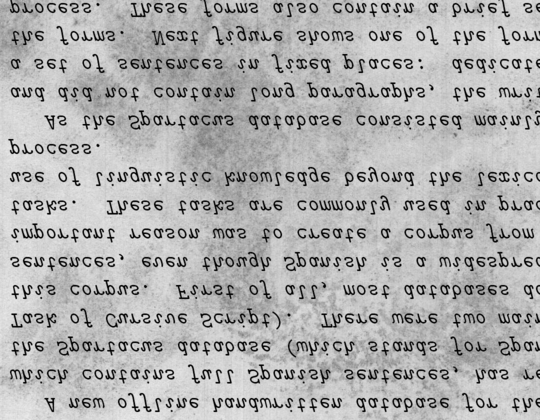 A new offline handwritten database for the
which contains full Spanish sentences, has re
the Spartacus database (which stands for Span
Task of Cursive Script). There were two main
this corpus. First of all, most databases do
sentences, even though Spanish is a widespread
important reason was to create a corpus from
tasks. These tasks are commonly used in prac
use of linguistic knowledge beyond the lexico
process.
As the Spartacus database consisted mainly
and did not contain long paragraphs, the writ
a set of sentences in fixed places: dedicate
the forms. Next figure shows one of the form
process. These forms also contain a brief se